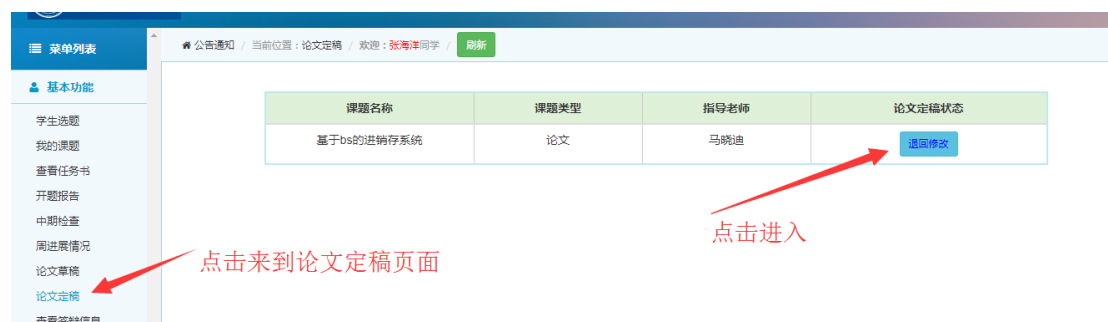 菜单列表
公告通知 / 当前位置：论文定稿 / 欢迎：张海洋同学 / 刷新
基本功能
课题名称 课题类型 指导老师 论文定稿状态
基于bs的进销存系统 论文 马晓迪 退回修改
学生选题
我的课题
查看任务书
开题报告
中期检查
周进展情况
论文草稿
论文定稿
查看答辩信息
点击进入
点击来到论文定稿页面